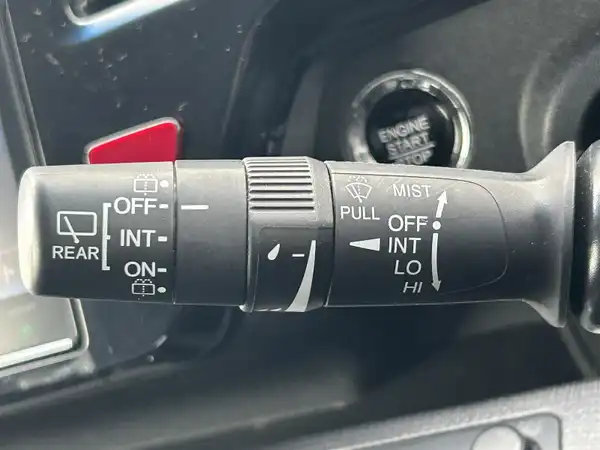 ENGINE
START
STOP
OFF
INT
ON
REAR
PULL
MIST
OFF
INT
LO
HI